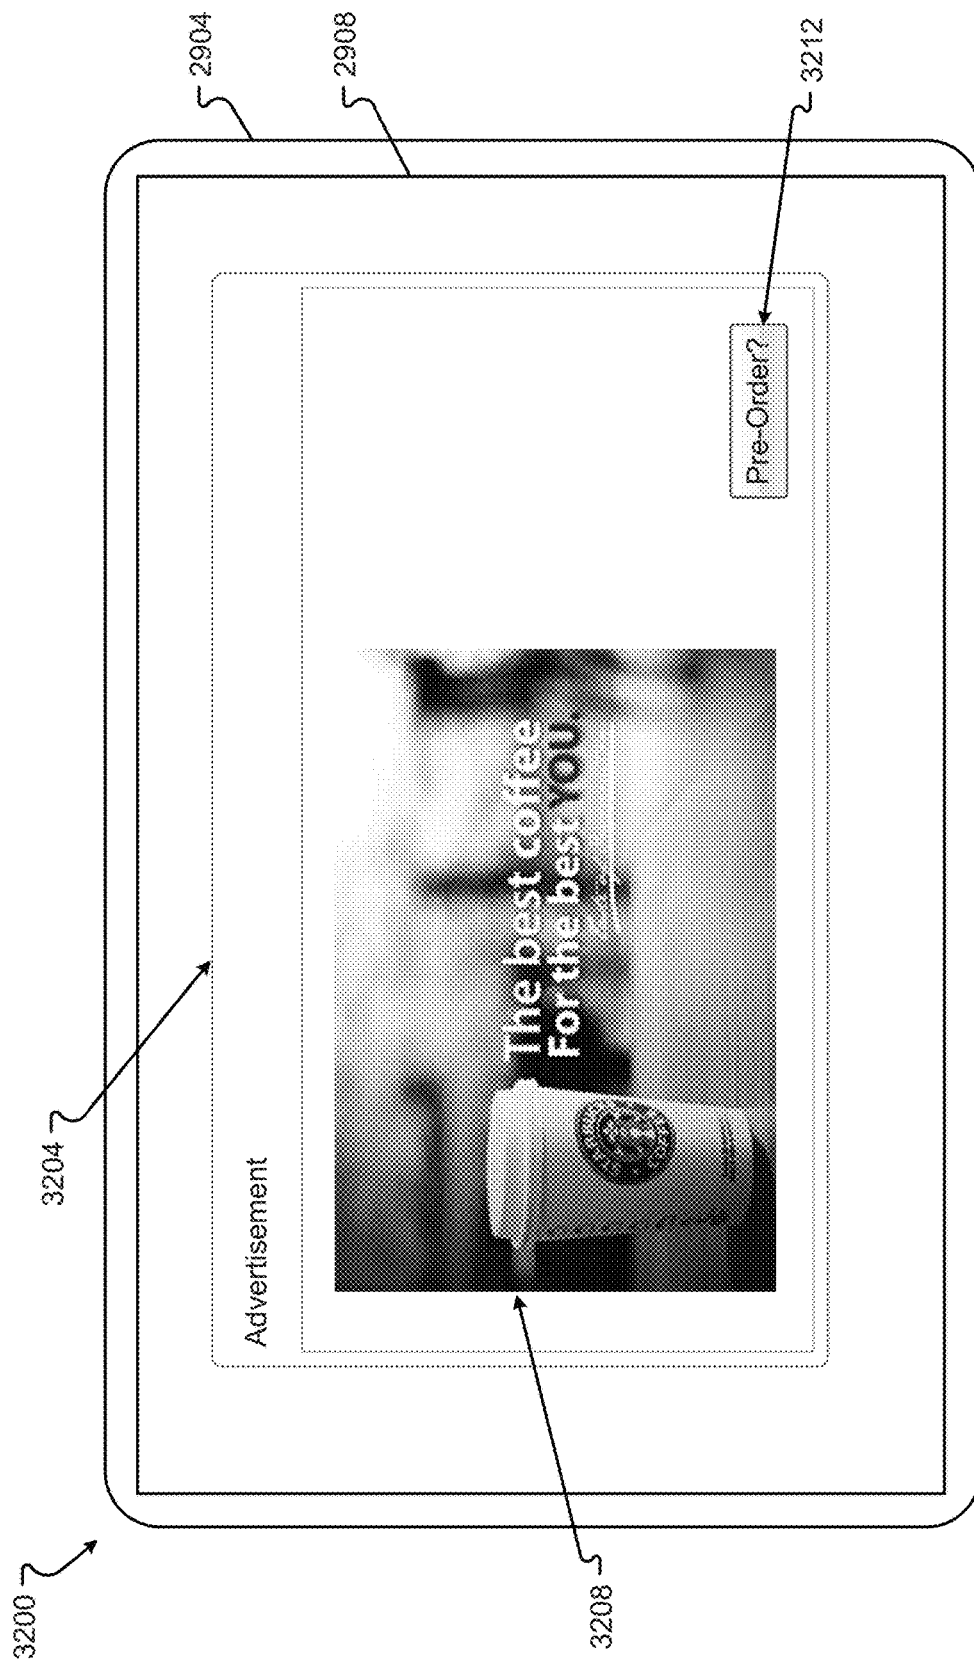 3200
3204
2904
2908
Advertisement
The best coffee
For the best YOU.
Pre-Order?
3208
3212